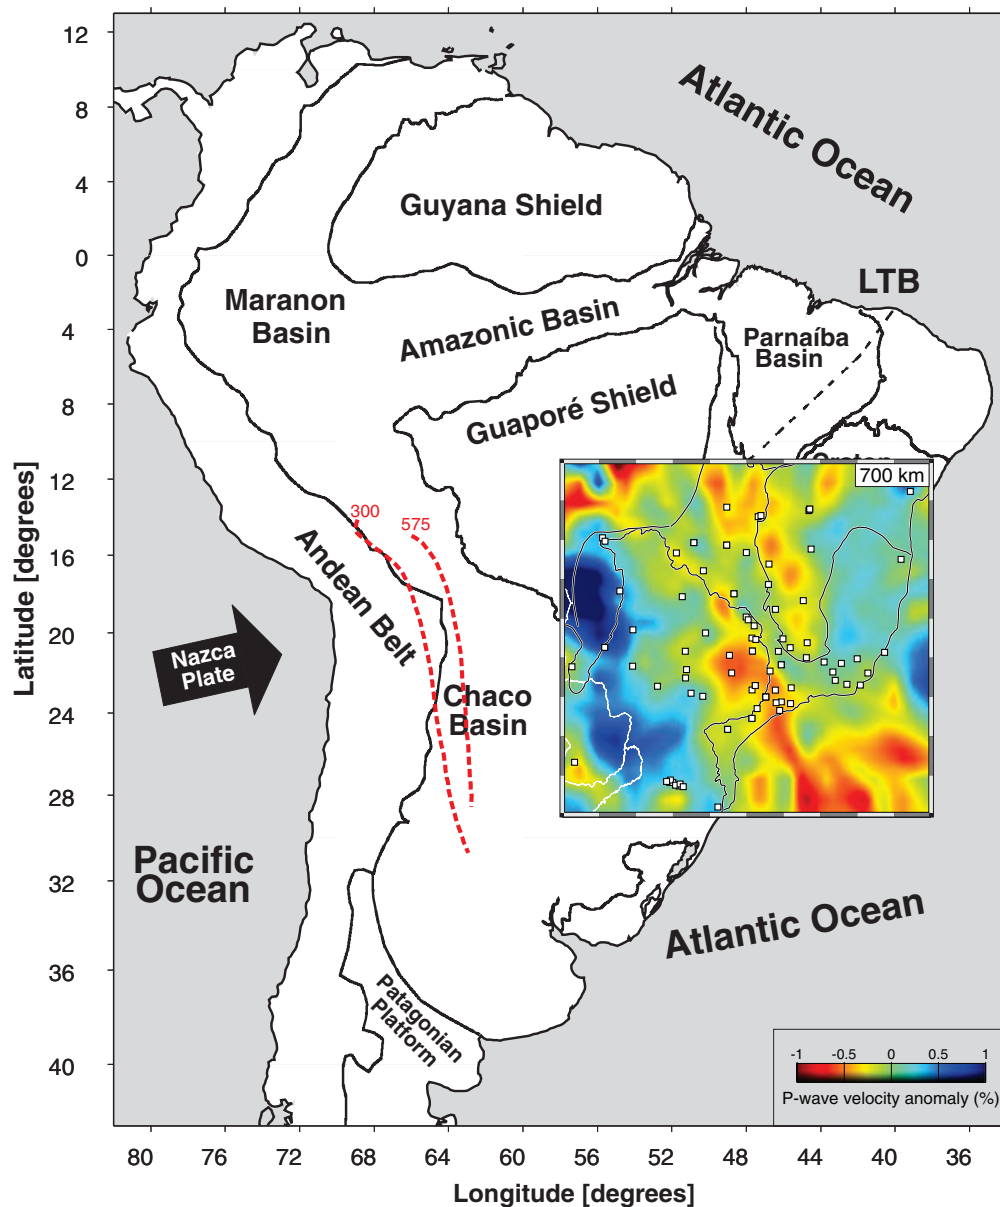 12
8
4
0
4
8
12
16
20
24
28
32
36
40
Latitude [degrees]
Atlantic Ocean
Guyana Shield
LTB
Maranon
Basin
Amazonic Basin
Parnaíba
Basin
Guaporé Shield
700 km
300
575
Andean Belt
Nazca
Plate
Chaco
Basin
Pacific
Ocean
Atlantic Ocean
Patagonian
Platform
-1 -0.5 0 0.5 1
P-wave velocity anomaly (%)
80 76 72 68 64 60 56 52 48 44 40 36
Longitude [degrees]